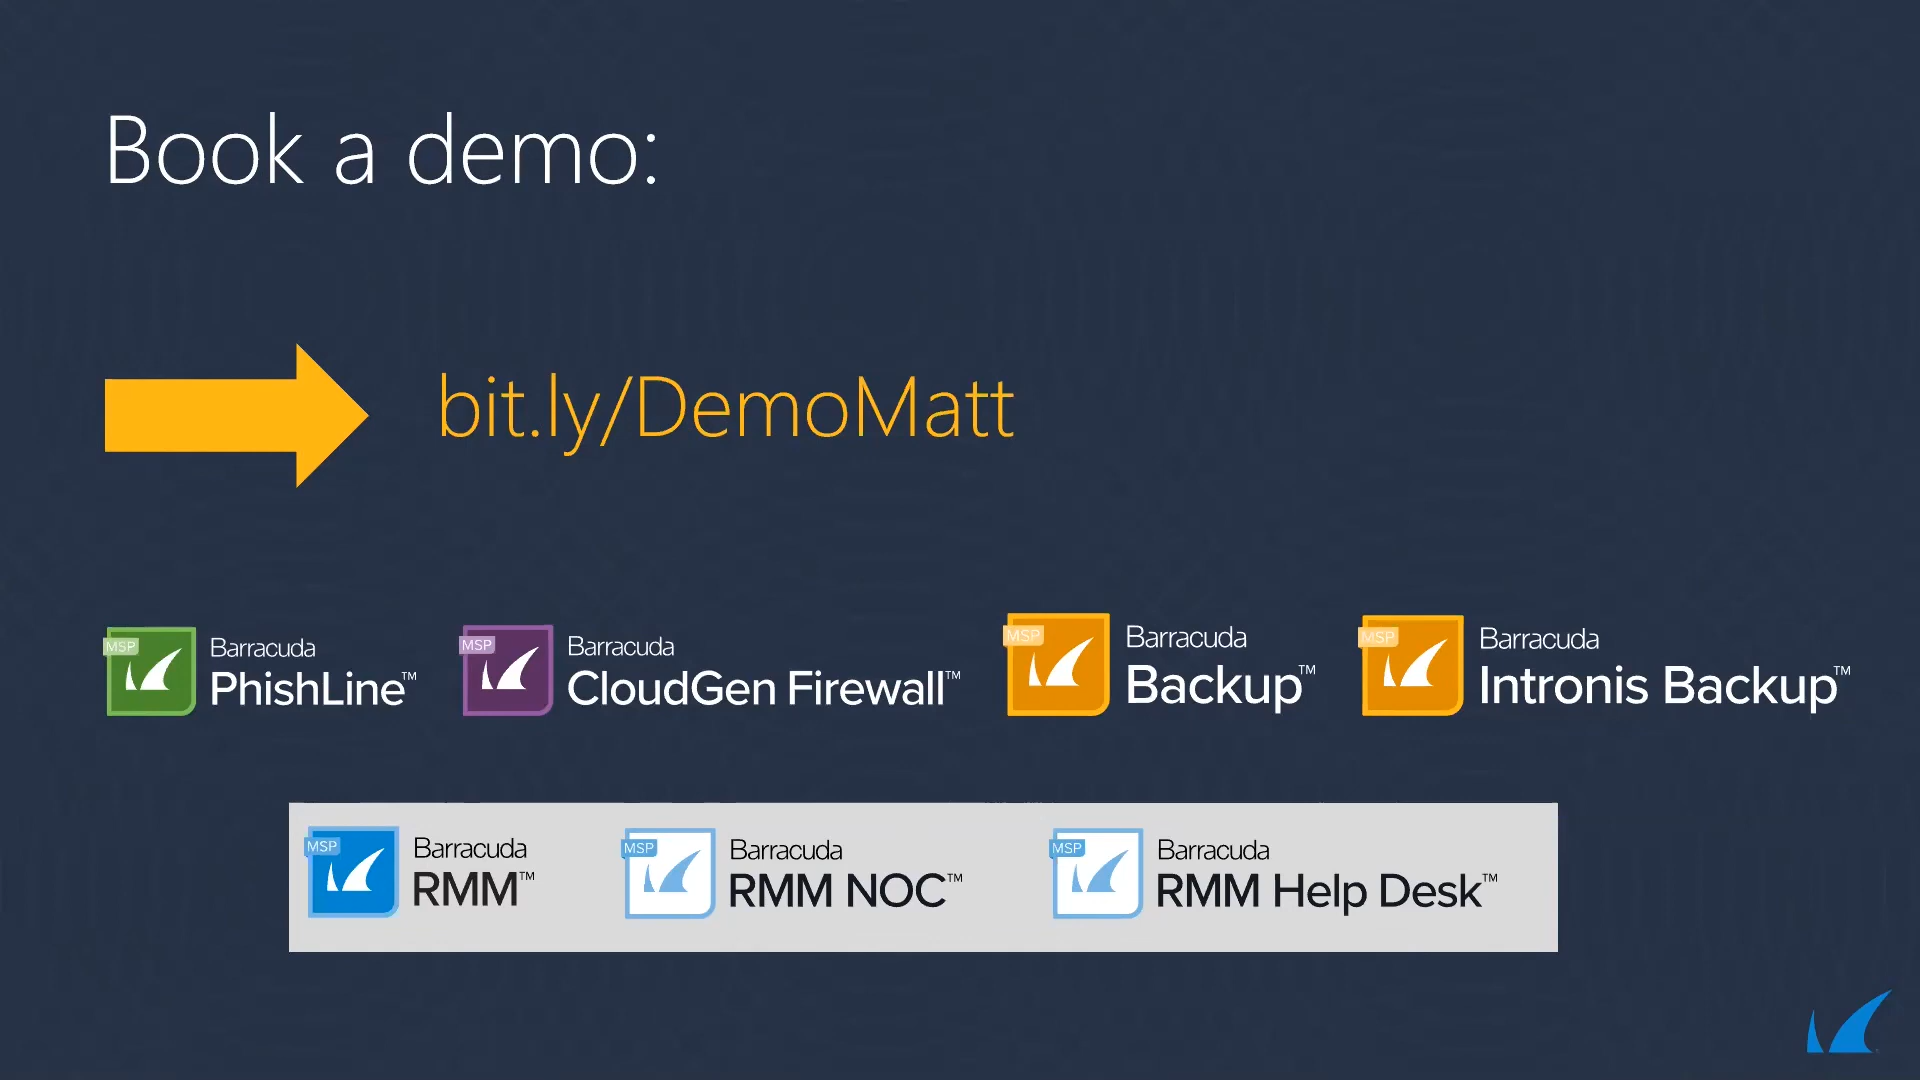 Book a demo:
bit.ly/DemoMatt
MSP Barracuda PhishLine™
MSP Barracuda CloudGen Firewall™
MSP Barracuda Backup™
MSP Barracuda Intronis Backup™
MSP Barracuda RMM™
MSP Barracuda RMM NOC™
MSP Barracuda RMM Help Desk™